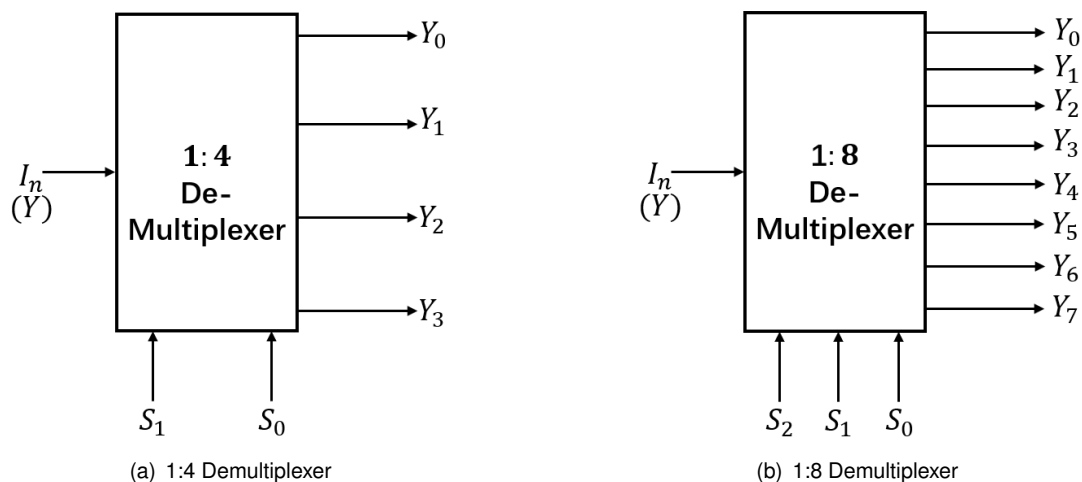 Y₀
Y₁
1: 4
De-
Multiplexer
Iₙ
(Y)
Y₂
Y₃
S₁ S₀
(a) 1:4 Demultiplexer
Y₀
Y₁
Y₂
Y₃
1: 8
De-
Multiplexer
Iₙ
(Y)
Y₄
Y₅
Y₆
Y₇
S₂ S₁ S₀
(b) 1:8 Demultiplexer